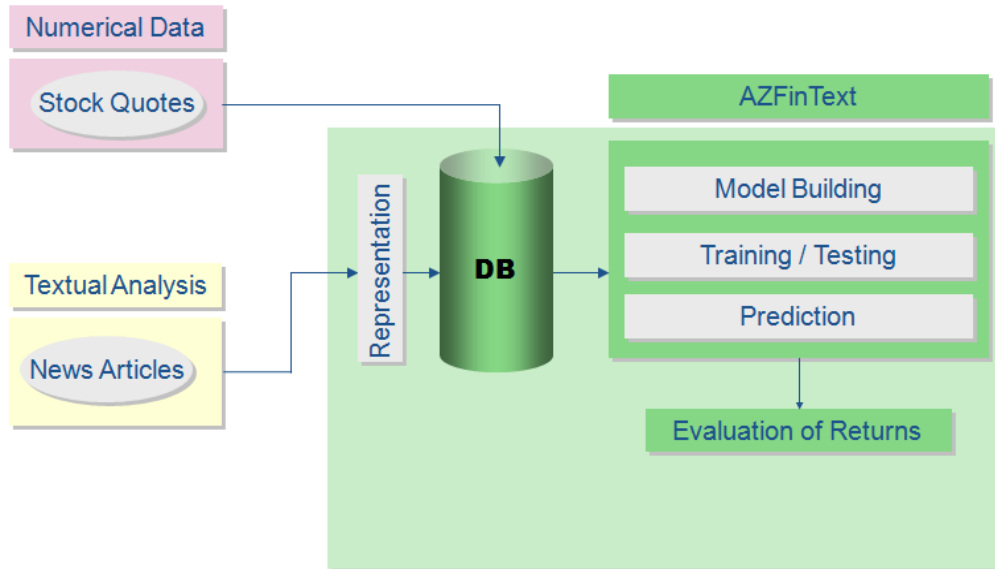 Numerical Data
Stock Quotes
AZFinText
Model Building
Representation
DB
Training / Testing
Textual Analysis
Prediction
News Articles
Evaluation of Returns